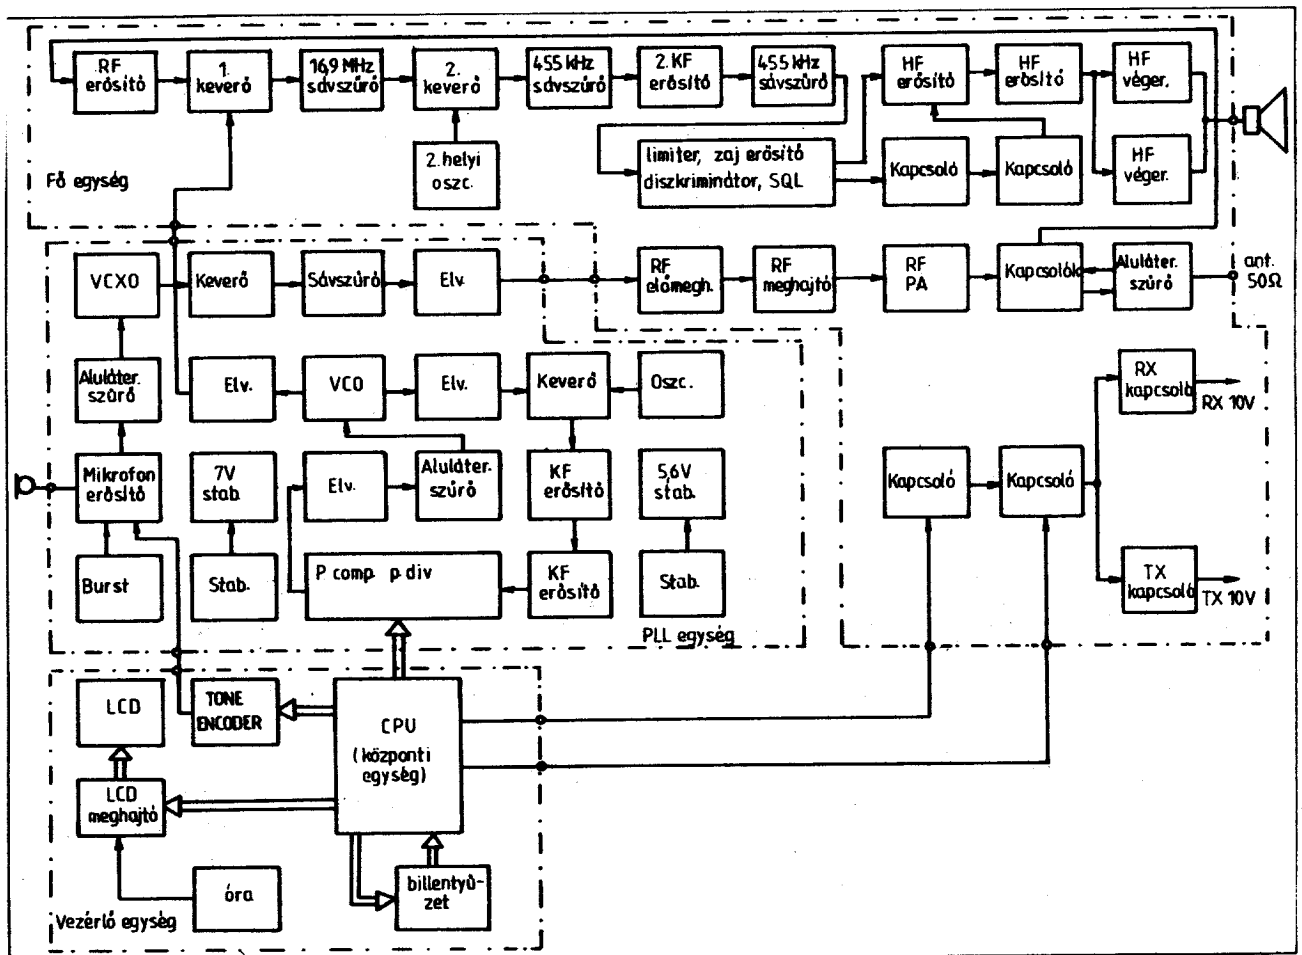 RF
erősítő
1.
keverő
16,9 MHz
sávszűrő
2.
keverő
455 kHz
sávszűrő
2. KF
erősítő
455 kHz
sávszűrő
HF
erősítő
HF
erősítő
HF
véger.
2. helyi
oszc.
limiter, zaj erősítő
diszkriminátor, SQL
Kapcsoló
Kapcsoló
HF
véger.
Fő egység
VCXO
Keverő
Sávszűrő
Elv.
RF
előmegh.
RF
meghajtó
RF
PA
Kapcsolók
Aluláter.
szűrő
ant.
50Ω
Aluláter.
szűrő
Elv.
VCO
Elv.
Keverő
Oszc.
RX
kapcsoló
RX 10V
Mikrofon
erősítő
7V
stab.
Elv.
Aluláter.
szűrő
KF
erősítő
5,6V
stab.
Kapcsoló
Kapcsoló
Burst
Stab.
P comp. p. div
KF
erősítő
Stab.
TX
kapcsoló
TX 10V
PLL egység
LCD
TONE
ENCODER
CPU
(központi
egység)
LCD
meghajtó
óra
billentyű-
zet
Vezérlő egység